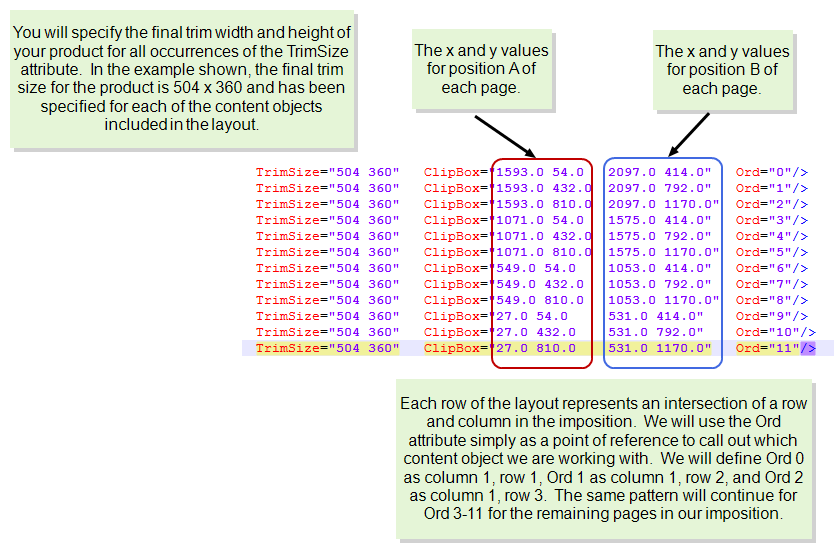 You will specify the final trim width and height of
your product for all occurrences of the TrimSize
attribute.  In the example shown, the final trim
size for the product is 504 x 360 and has been
specified for each of the content objects
included in the layout.
The x and y values
for position A of
each page.
The x and y values
for position B of
each page.
TrimSize="504 360" ClipBox="1593.0 54.0 2097.0 414.0" Ord="0"/>
TrimSize="504 360" ClipBox="1593.0 432.0 2097.0 792.0" Ord="1"/>
TrimSize="504 360" ClipBox="1593.0 810.0 2097.0 1170.0" Ord="2"/>
TrimSize="504 360" ClipBox="1071.0 54.0 1575.0 414.0" Ord="3"/>
TrimSize="504 360" ClipBox="1071.0 432.0 1575.0 792.0" Ord="4"/>
TrimSize="504 360" ClipBox="1071.0 810.0 1575.0 1170.0" Ord="5"/>
TrimSize="504 360" ClipBox="549.0 54.0 1053.0 414.0" Ord="6"/>
TrimSize="504 360" ClipBox="549.0 432.0 1053.0 792.0" Ord="7"/>
TrimSize="504 360" ClipBox="549.0 810.0 1053.0 1170.0" Ord="8"/>
TrimSize="504 360" ClipBox="27.0 54.0 531.0 414.0" Ord="9"/>
TrimSize="504 360" ClipBox="27.0 432.0 531.0 792.0" Ord="10"/>
TrimSize="504 360" ClipBox="27.0 810.0 531.0 1170.0" Ord="11"/>
Each row of the layout represents an intersection of a row
and column in the imposition.  We will use the Ord
attribute simply as a point of reference to call out which
content object we are working with.  We will define Ord 0
as column 1, row 1, Ord 1 as column 1, row 2, and Ord 2
as column 1, row 3.  The same pattern will continue for
Ord 3-11 for the remaining pages in our imposition.